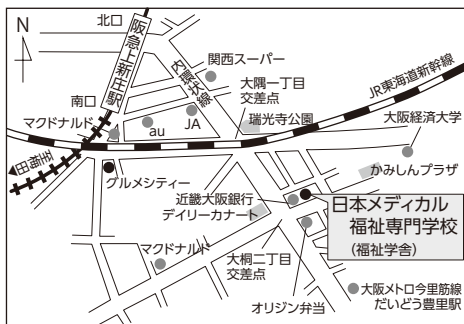 N
北口
阪急上新庄駅
内環状線
関西スーパー
南口
大隅一丁目
交差点
JR東海道新幹線
マクドナルド
au
JA
瑞光寺公園
大阪経済大学
至梅田
グルメシティー
かみしんプラザ
近畿大阪銀行
デイリーカナート
日本メディカル
福祉専門学校
(福祉学舎)
マクドナルド
大桐二丁目
交差点
オリジン弁当
大阪メトロ今里筋線
だいどう豊里駅